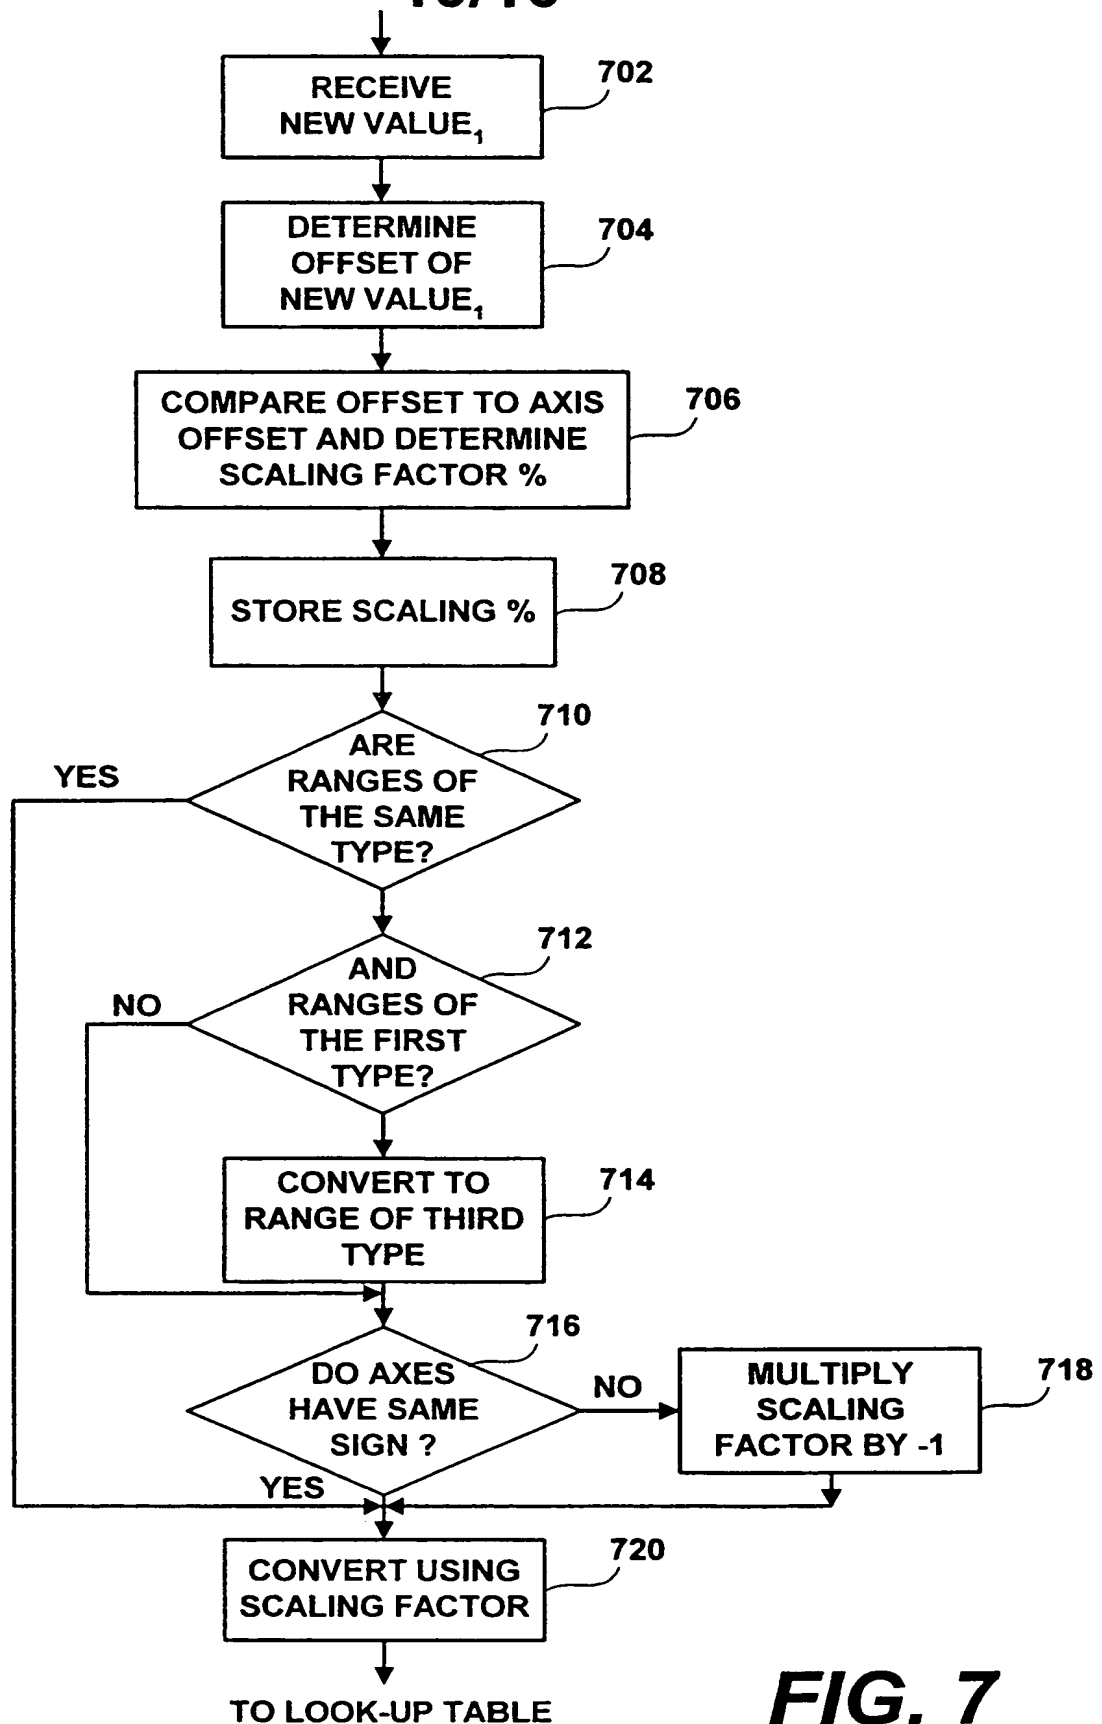 RECEIVE
NEW VALUE₁
702
DETERMINE
OFFSET OF
NEW VALUE₁
704
COMPARE OFFSET TO AXIS
OFFSET AND DETERMINE
SCALING FACTOR %
706
STORE SCALING %
708
ARE
RANGES OF
THE SAME
TYPE?
710
YES
AND
RANGES OF
THE FIRST
TYPE?
712
NO
CONVERT TO
RANGE OF THIRD
TYPE
714
DO AXES
HAVE SAME
SIGN ?
716
NO
MULTIPLY
SCALING
FACTOR BY -1
718
YES
CONVERT USING
SCALING FACTOR
720
TO LOOK-UP TABLE
FIG. 7